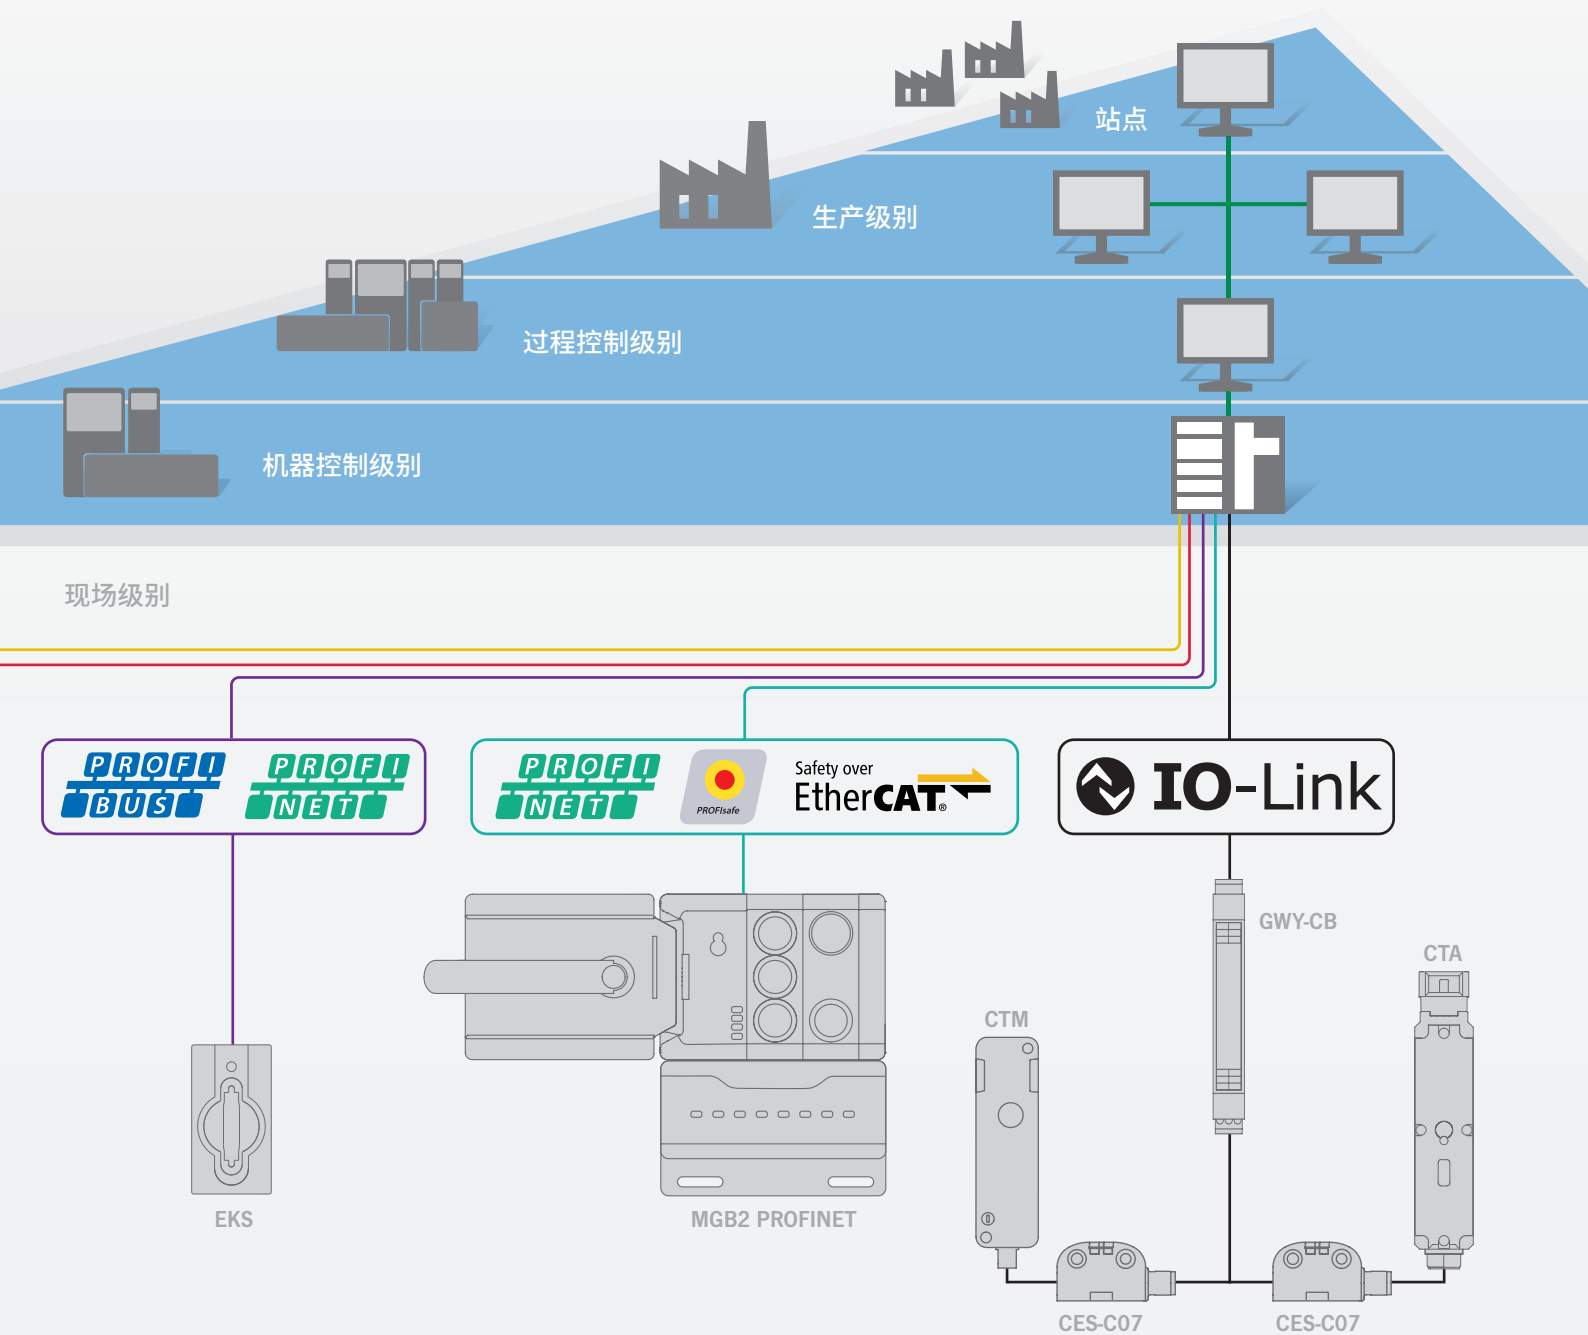 站点
生产级别
过程控制级别
机器控制级别
现场级别
PROFI
BUS
PROFI
NET
PROFI
NET
PROFIsafe
Safety over
EtherCAT®
IO-Link
GWY-CB
CTA
CTM
EKS
MGB2 PROFINET
CES-C07
CES-C07